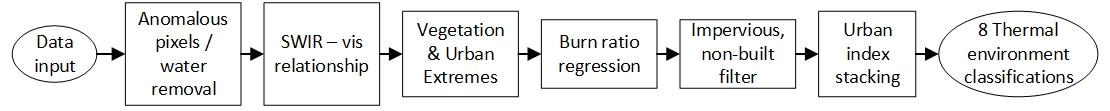 Data
input
Anomalous
pixels /
water
removal
SWIR – vis
relationship
Vegetation
& Urban
Extremes
Burn ratio
regression
Impervious,
non-built
filter
Urban
index
stacking
8 Thermal
environment
classifications